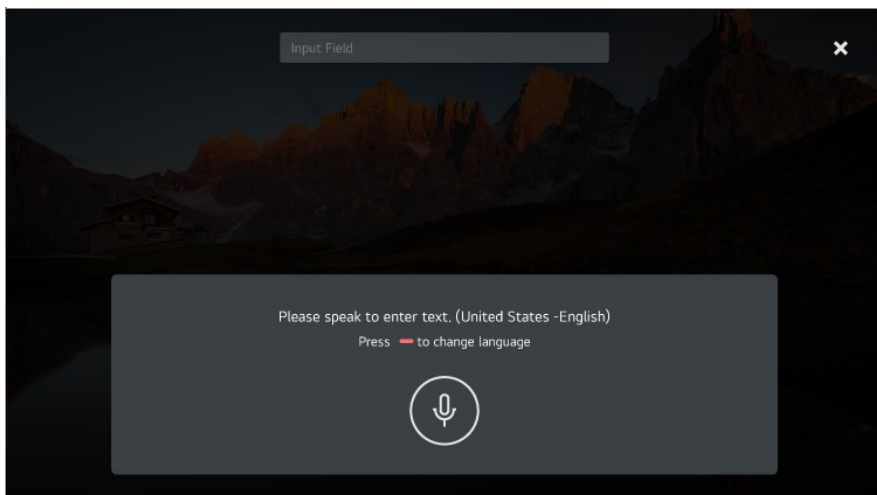 Input Field
Please speak to enter text. (United States -English)
Press to change language